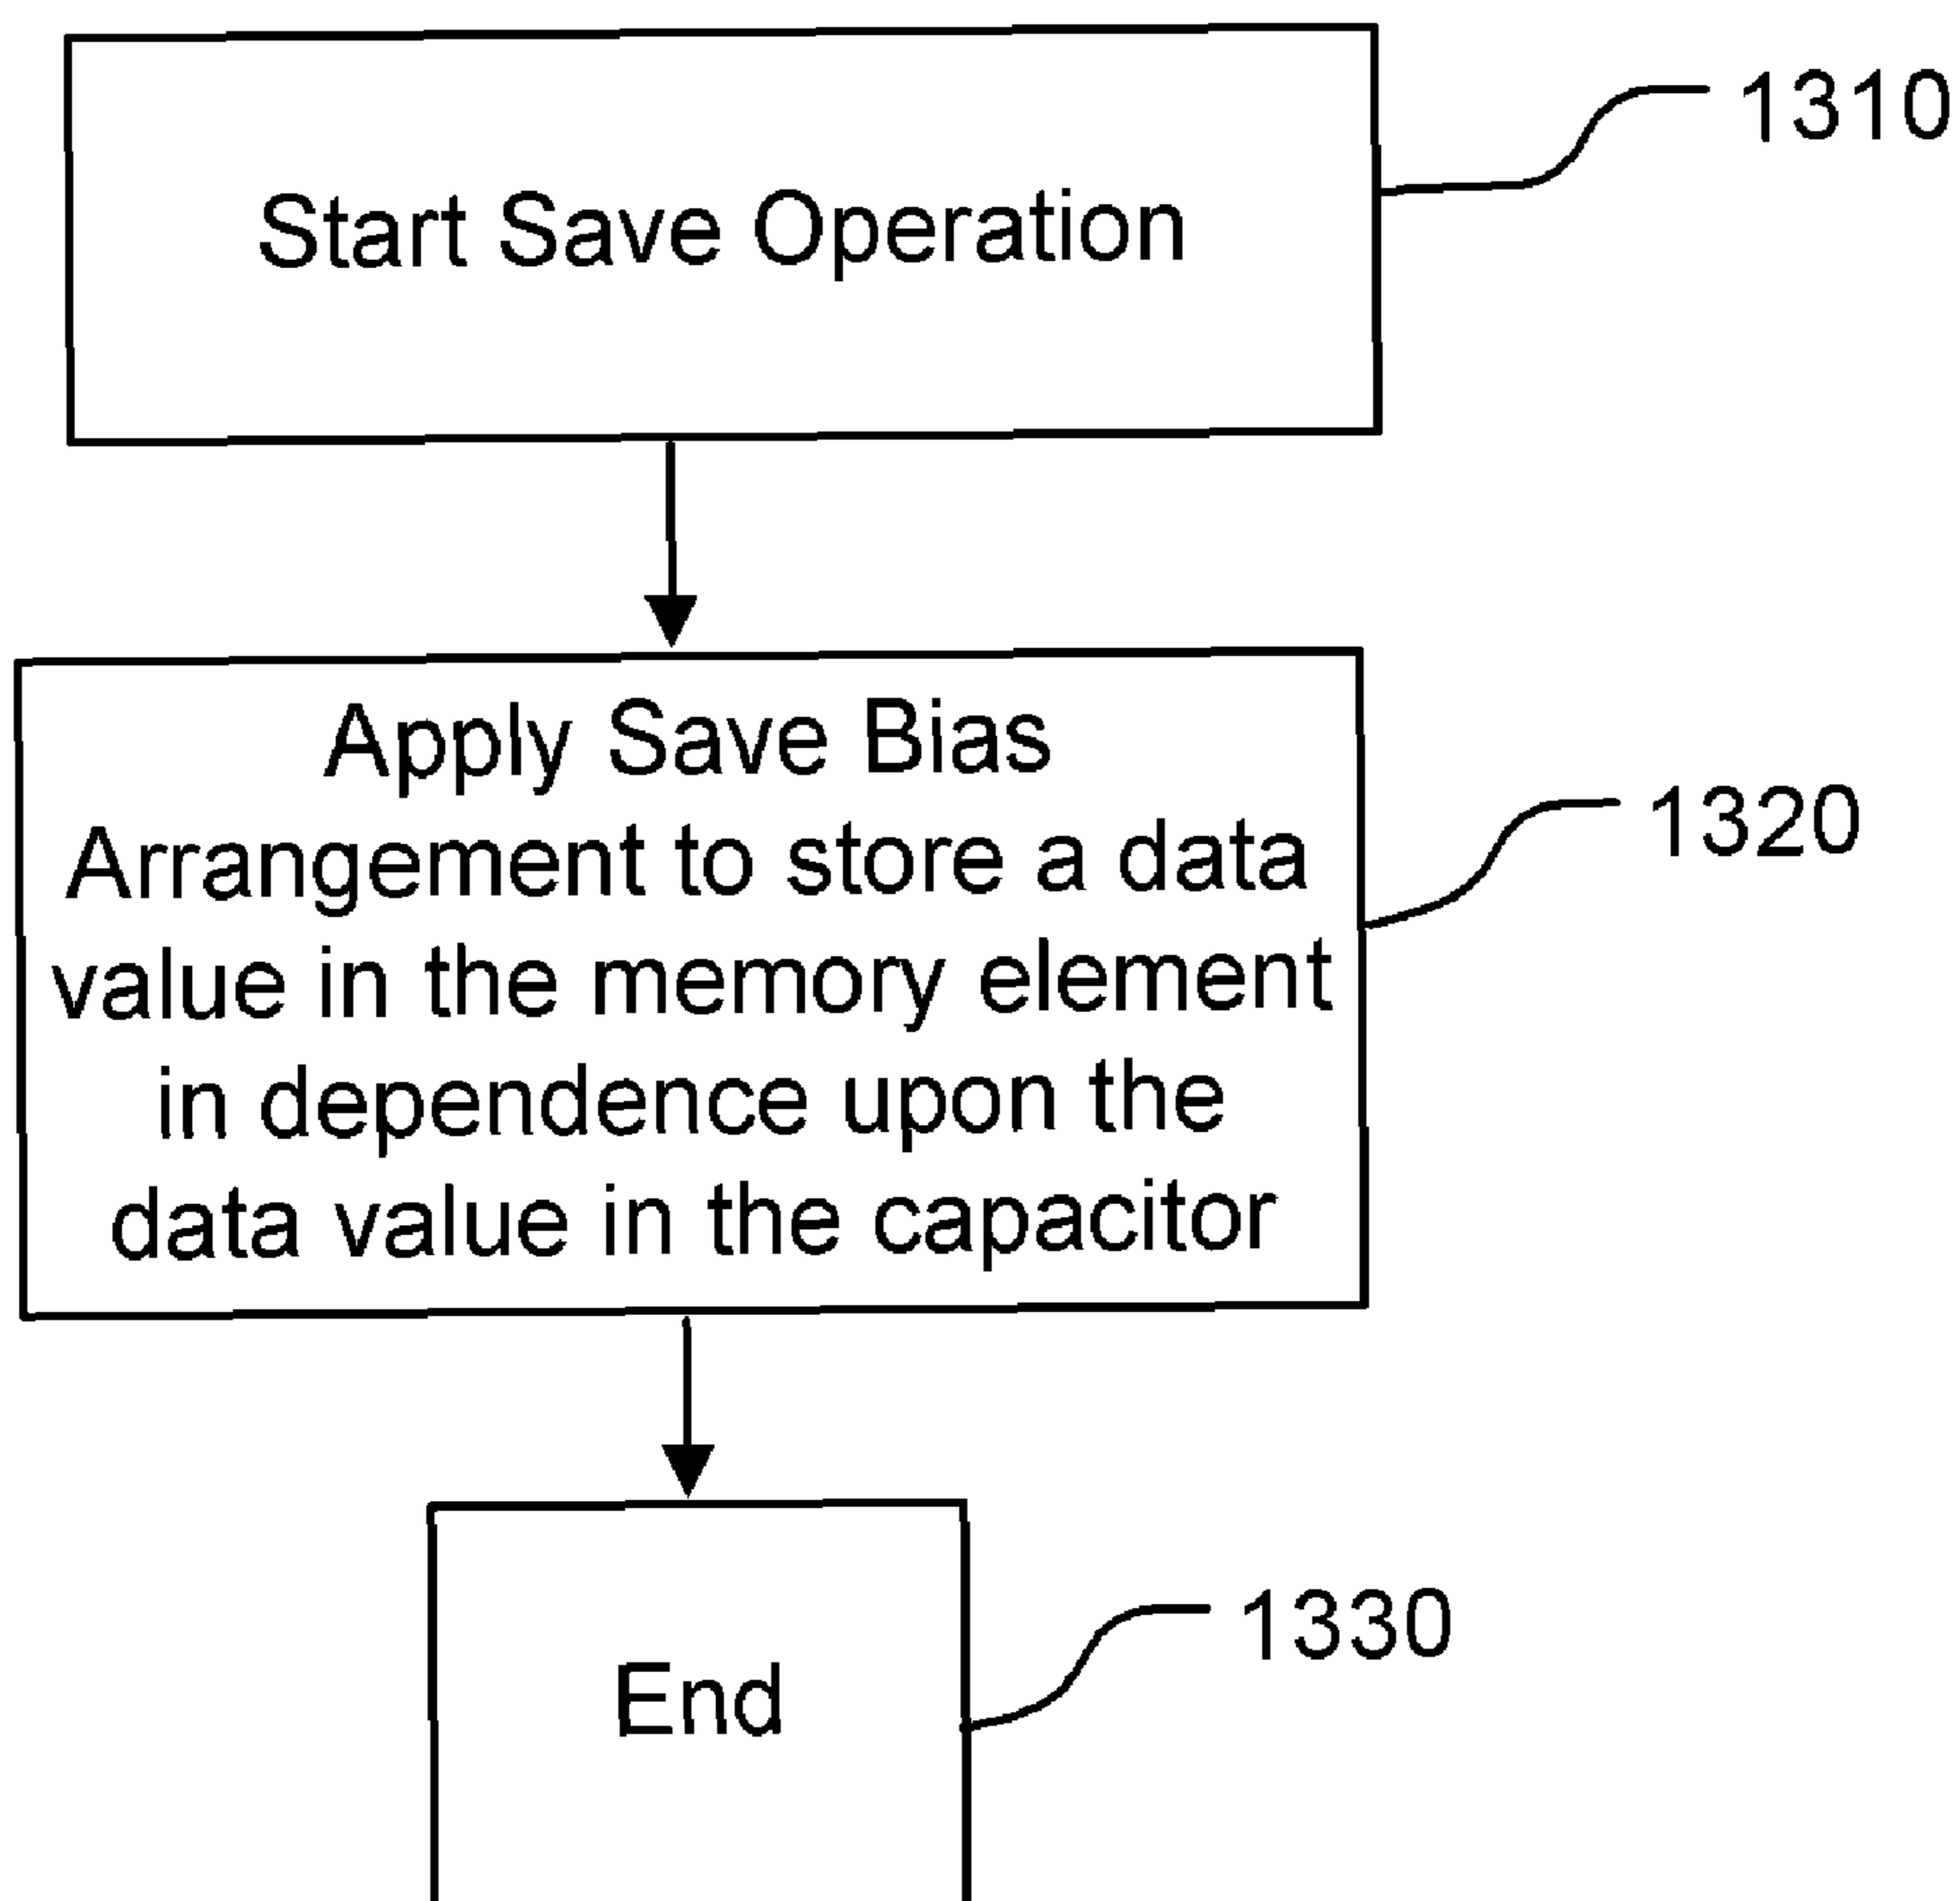 Start Save Operation
1310
Apply Save Bias
Arrangement to store a data
value in the memory element
in dependence upon the
data value in the capacitor
1320
End
1330